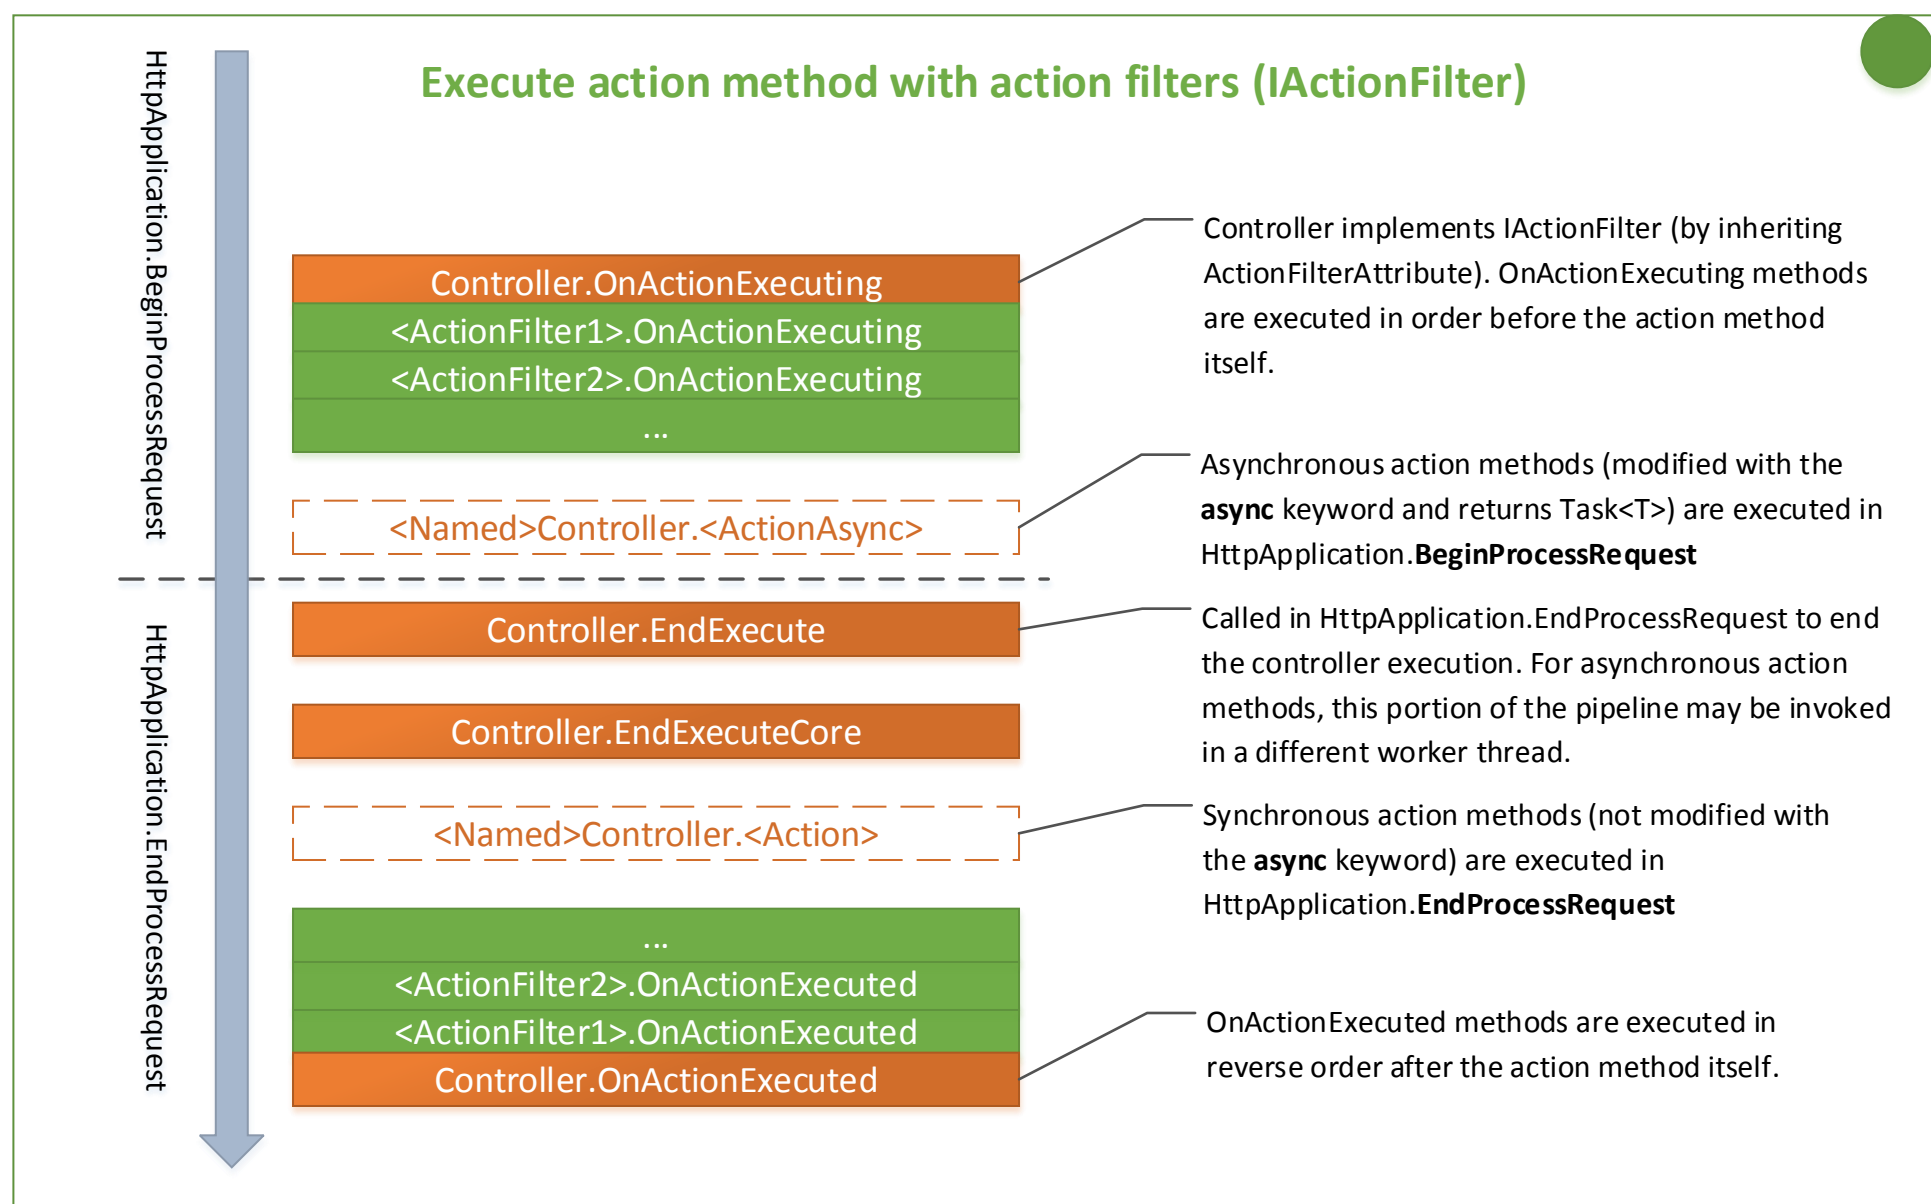 Execute action method with action filters (IActionFilter)
HttpApplication.BeginProcessRequest
Controller.OnActionExecuting
<ActionFilter1>.OnActionExecuting
<ActionFilter2>.OnActionExecuting
...
Controller implements IActionFilter (by inheriting
ActionFilterAttribute). OnActionExecuting methods
are executed in order before the action method
itself.
<Named>Controller.<ActionAsync>
Asynchronous action methods (modified with the
async keyword and returns Task<T>) are executed in
HttpApplication.BeginProcessRequest
HttpApplication.EndProcessRequest
Controller.EndExecute
Called in HttpApplication.EndProcessRequest to end
the controller execution. For asynchronous action
methods, this portion of the pipeline may be invoked
in a different worker thread.
Controller.EndExecuteCore
<Named>Controller.<Action>
Synchronous action methods (not modified with
the async keyword) are executed in
HttpApplication.EndProcessRequest
...
<ActionFilter2>.OnActionExecuted
<ActionFilter1>.OnActionExecuted
Controller.OnActionExecuted
OnActionExecuted methods are executed in
reverse order after the action method itself.